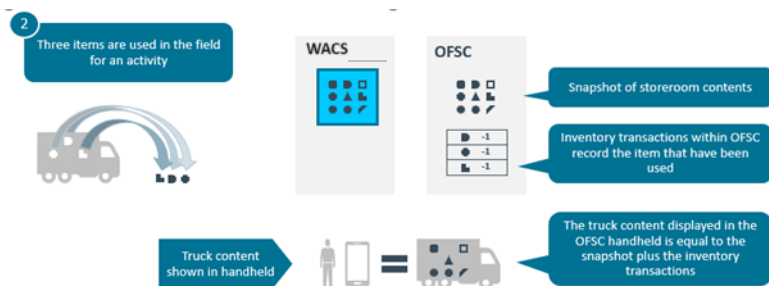 2
Three items are used in the field
for an activity
WACS
OFSC
Snapshot of storeroom contents
-1
-1
-1
Inventory transactions within OFSC
record the item that have been
used
Truck content
shown in handheld
=
The truck content displayed in the
OFSC handheld is equal to the
snapshot plus the inventory
transactions